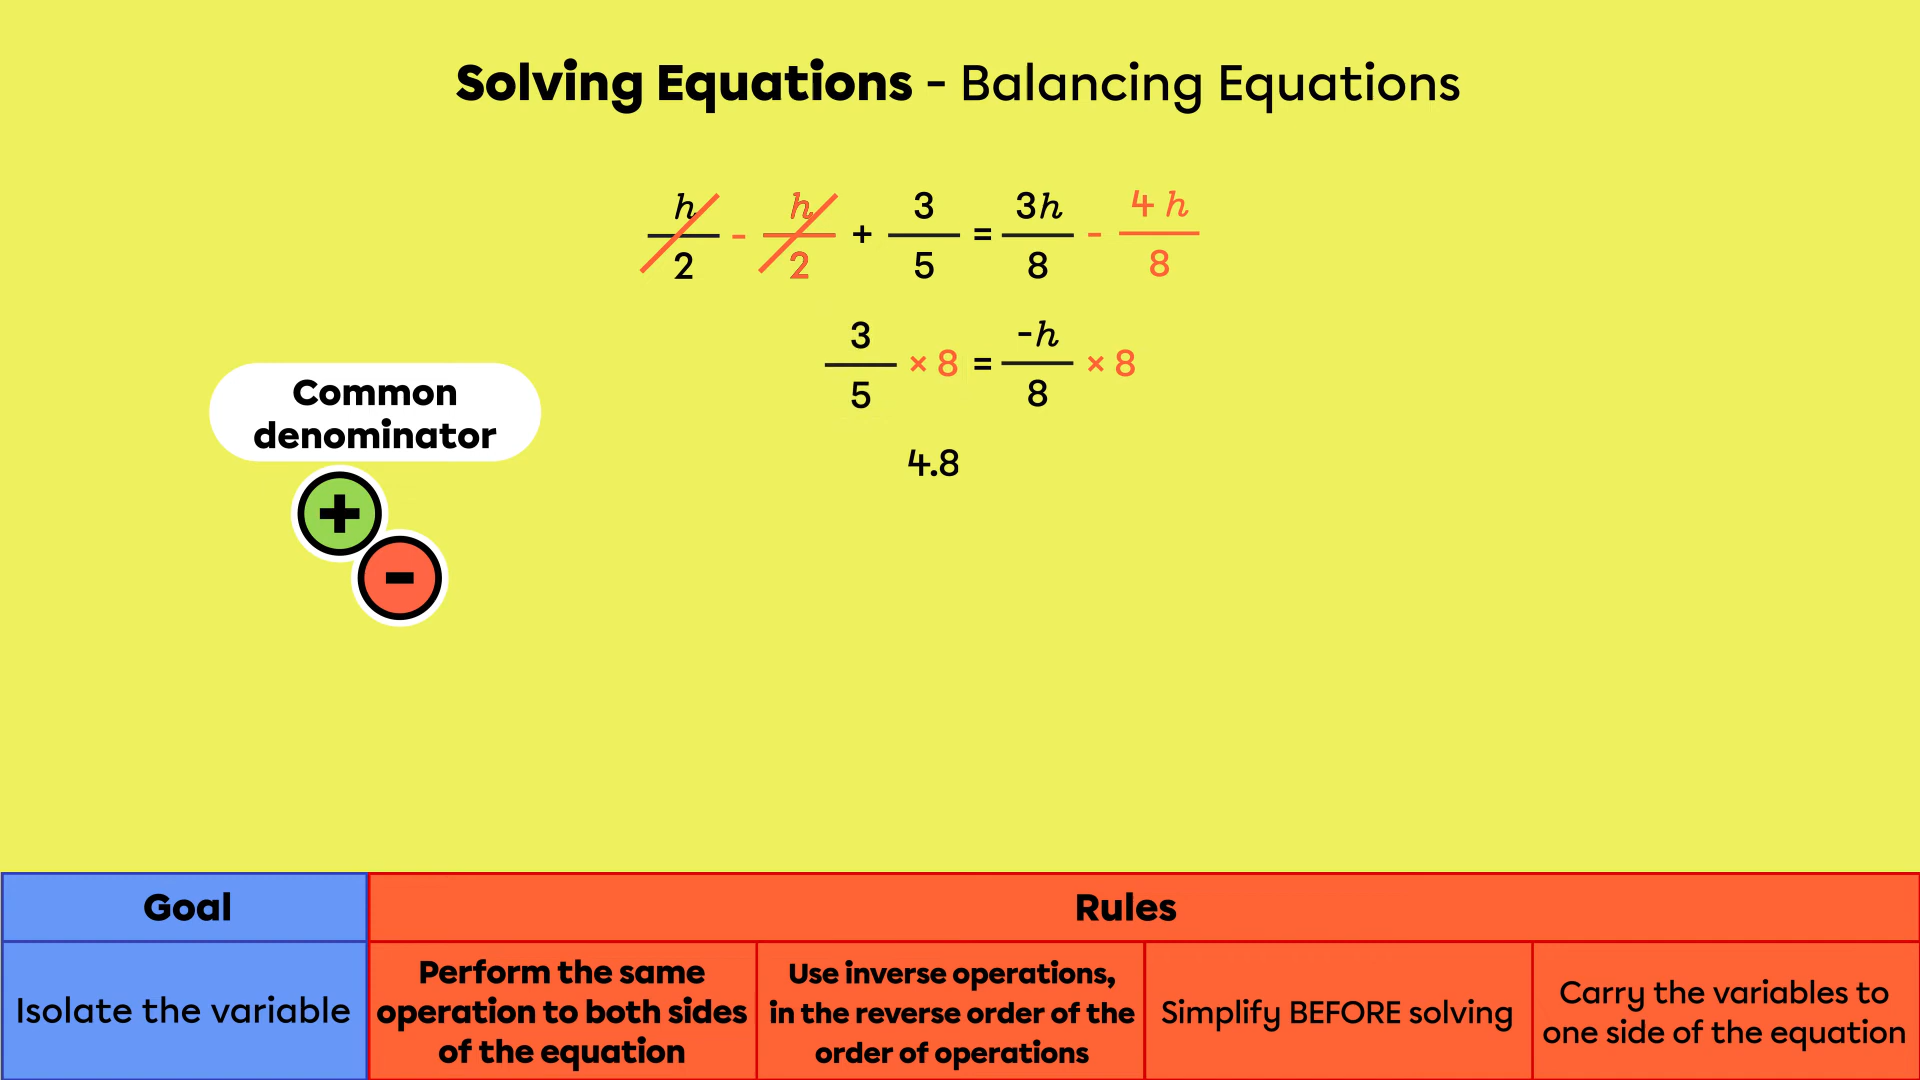 Solving Equations - Balancing Equations
h/2 - h/2 + 3/5 = 3h/8 - 4h/8
3/5 × 8 = -h/8 × 8
4.8
Common
denominator
+
-
Goal
Rules
Isolate the variable
Perform the same
operation to both sides
of the equation
Use inverse operations,
in the reverse order of the
order of operations
Simplify BEFORE solving
Carry the variables to
one side of the equation